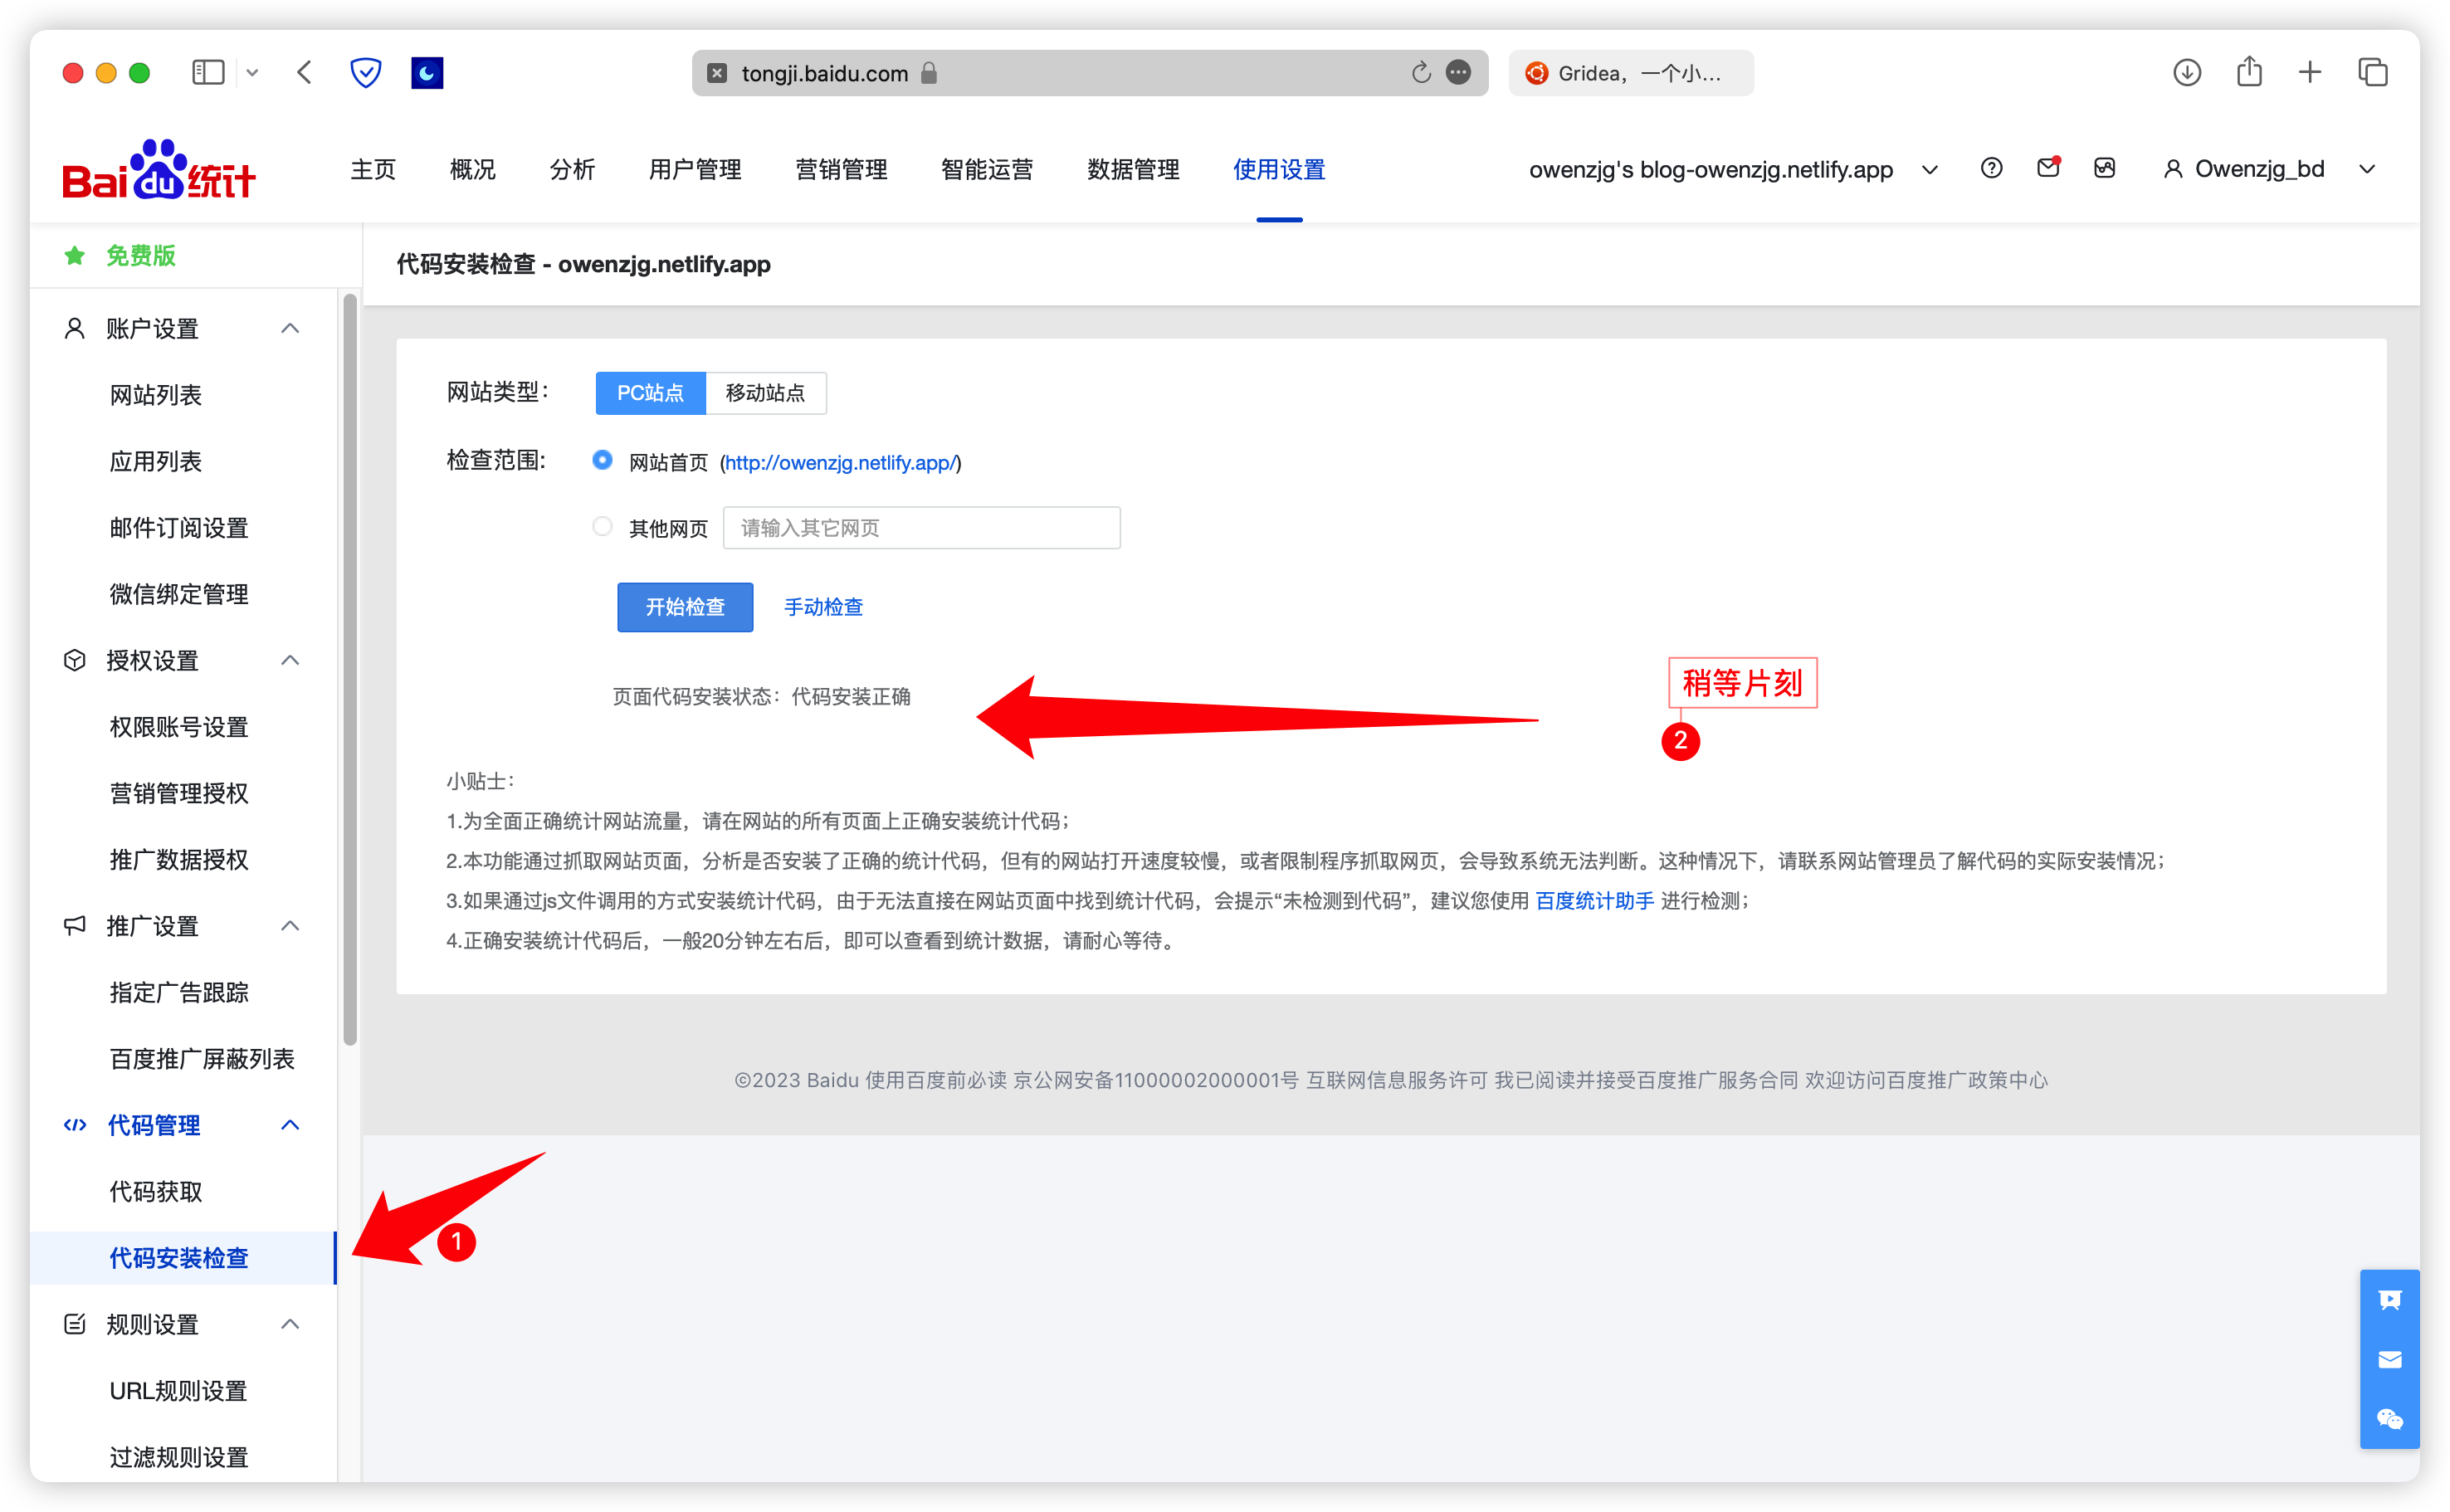 tongji.baidu.com
Gridea，一个小...
Bai du 统计
主页 概况 分析 用户管理 营销管理 智能运营 数据管理 使用设置
owenzjg's blog-owenzjg.netlify.app
Owenzjg_bd
免费版
代码安装检查 - owenzjg.netlify.app
账户设置
网站列表
应用列表
邮件订阅设置
微信绑定管理
授权设置
权限账号设置
营销管理授权
推广数据授权
推广设置
指定广告跟踪
百度推广屏蔽列表
代码管理
代码获取
代码安装检查
1
规则设置
URL规则设置
过滤规则设置
网站类型： PC站点 移动站点
检查范围: 网站首页 (http://owenzjg.netlify.app/)
其他网页 请输入其它网页
开始检查 手动检查
页面代码安装状态：代码安装正确
稍等片刻
2
小贴士：
1.为全面正确统计网站流量，请在网站的所有页面上正确安装统计代码；
2.本功能通过抓取网站页面，分析是否安装了正确的统计代码，但有的网站打开速度较慢，或者限制程序抓取网页，会导致系统无法判断。这种情况下，请联系网站管理员了解代码的实际安装情况；
3.如果通过js文件调用的方式安装统计代码，由于无法直接在网站页面中找到统计代码，会提示“未检测到代码”，建议您使用 百度统计助手 进行检测；
4.正确安装统计代码后，一般20分钟左右后，即可以查看到统计数据，请耐心等待。
©2023 Baidu 使用百度前必读 京公网安备11000002000001号 互联网信息服务许可 我已阅读并接受百度推广服务合同 欢迎访问百度推广政策中心